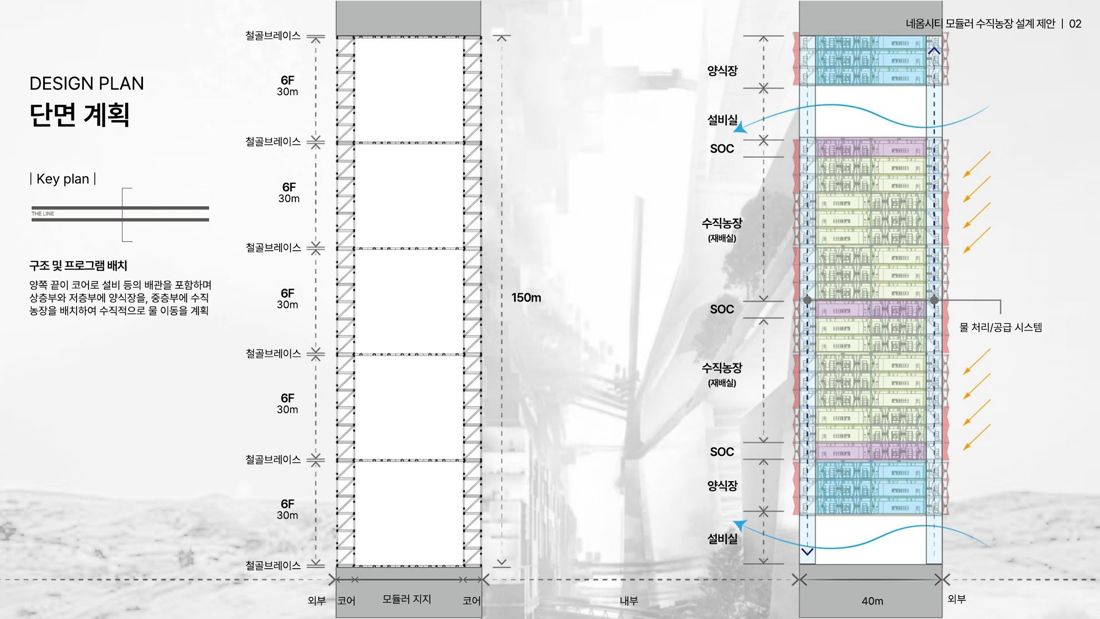 네옴시티 모듈러 수직농장 설계 제안 | 02
DESIGN PLAN
단면 계획
| Key plan |
THE LINE
구조 및 프로그램 배치
양쪽 끝이 코어로 설비 등의 배관을 포함하며
상층부와 저층부에 양식장을, 중층부에 수직
농장을 배치하여 수직적으로 물 이동을 계획
철골브레이스
6F
30m
철골브레이스
6F
30m
철골브레이스
6F
30m
철골브레이스
6F
30m
철골브레이스
6F
30m
철골브레이스
150m
외부
코어
모듈러 지지
코어
내부
양식장
설비실
SOC
수직농장
(재배실)
SOC
수직농장
(재배실)
SOC
양식장
설비실
물 처리/공급 시스템
40m
외부